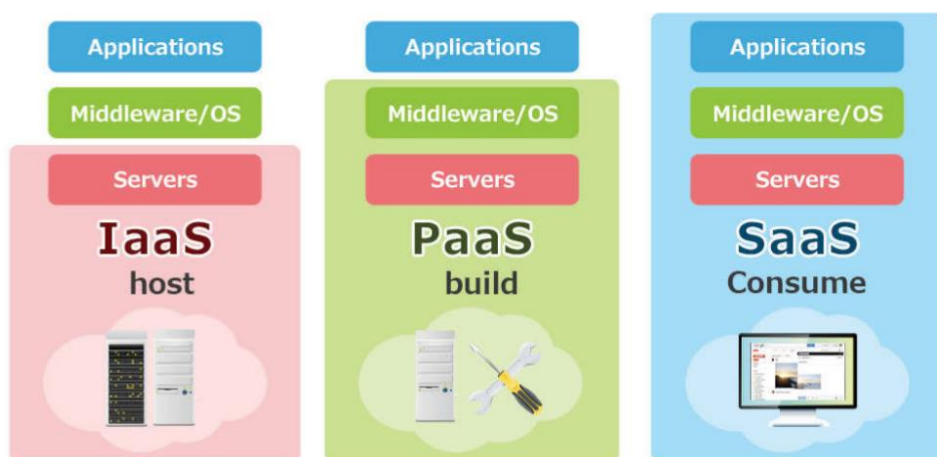 Applications
Middleware/OS
Servers
IaaS
host
Applications
Middleware/OS
Servers
PaaS
build
Applications
Middleware/OS
Servers
SaaS
Consume